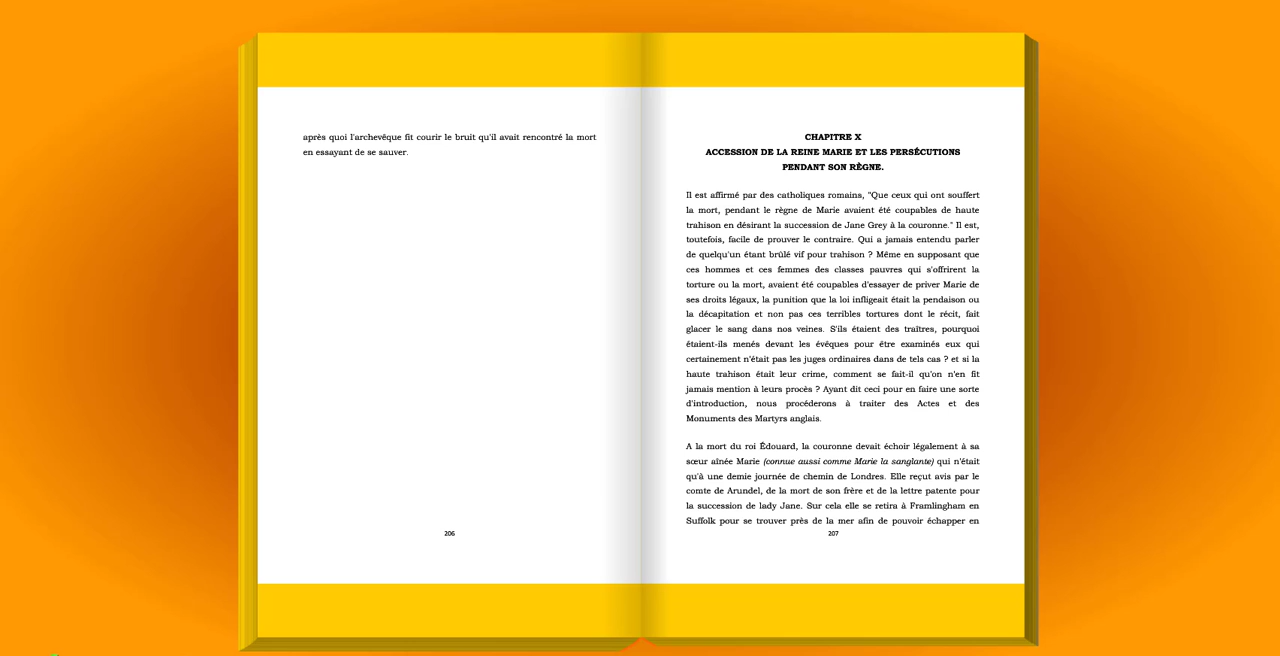 après quoi l'archevêque fit courir le bruit qu'il avait rencontré la mort
en essayant de se sauver.
206
CHAPITRE X
ACCESSION DE LA REINE MARIE ET LES PERSÉCUTIONS
PENDANT SON RÈGNE.
Il est affirmé par des catholiques romains, "Que ceux qui ont souffert
la mort, pendant le règne de Marie avaient été coupables de haute
trahison en désirant la succession de Jane Grey à la couronne." Il est,
toutefois, facile de prouver le contraire. Qui a jamais entendu parler
de quelqu'un étant brûlé vif pour trahison ? Même en supposant que
ces hommes et ces femmes des classes pauvres qui s'offrirent la
torture ou la mort, avaient été coupables d'essayer de priver Marie de
ses droits légaux, la punition que la loi infligeait était la pendaison ou
la décapitation et non pas ces terribles tortures dont le récit, fait
glacer le sang dans nos veines. S'ils étaient des traîtres, pourquoi
étaient-ils menés devant les évêques pour être examinés eux qui
certainement n'était pas les juges ordinaires dans de tels cas ? et si la
haute trahison était leur crime, comment se fait-il qu'on n'en fit
jamais mention à leurs procès ? Ayant dit ceci pour en faire une sorte
d'introduction, nous procéderons à traiter des Actes et des
Monuments des Martyrs anglais.
A la mort du roi Édouard, la couronne devait échoir légalement à sa
sœur aînée Marie (connue aussi comme Marie la sanglante) qui n'était
qu'à une demie journée de chemin de Londres. Elle reçut avis par le
comte de Arundel, de la mort de son frère et de la lettre patente pour
la succession de lady Jane. Sur cela elle se retira à Framlingham en
Suffolk pour se trouver près de la mer afin de pouvoir échapper en
207